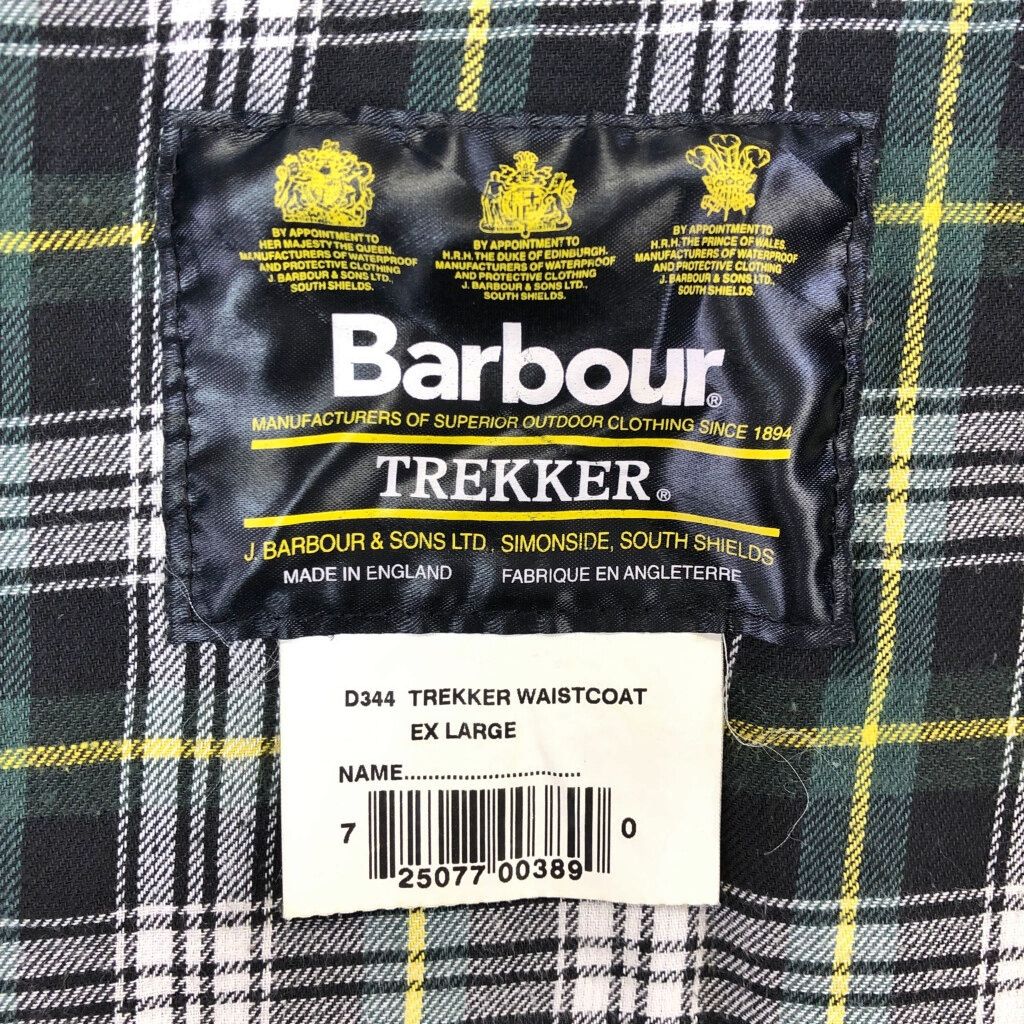 BY APPOINTMENT TO
HER MAJESTY THE QUEEN.
MANUFACTURERS OF WATERPROOF
AND PROTECTIVE CLOTHING
J. BARBOUR & SONS LTD.,
SOUTH SHIELDS.
BY APPOINTMENT TO
H.R.H. THE DUKE OF EDINBURGH,
MANUFACTURERS OF WATERPROOF
AND PROTECTIVE CLOTHING
J. BARBOUR & SONS LTD.,
SOUTH SHIELDS.
BY APPOINTMENT TO
H.R.H. THE PRINCE OF WALES.
MANUFACTURERS OF WATERPROOF
AND PROTECTIVE CLOTHING
J. BARBOUR & SONS LTD.,
SOUTH SHIELDS.
Barbour®
MANUFACTURERS OF SUPERIOR OUTDOOR CLOTHING SINCE 1894
TREKKER®
J. BARBOUR & SONS LTD., SIMONSIDE, SOUTH SHIELDS
MADE IN ENGLAND FABRIQUE EN ANGLETERRE
D344 TREKKER WAISTCOAT
EX LARGE
NAME..............................
7 25077 00389 0